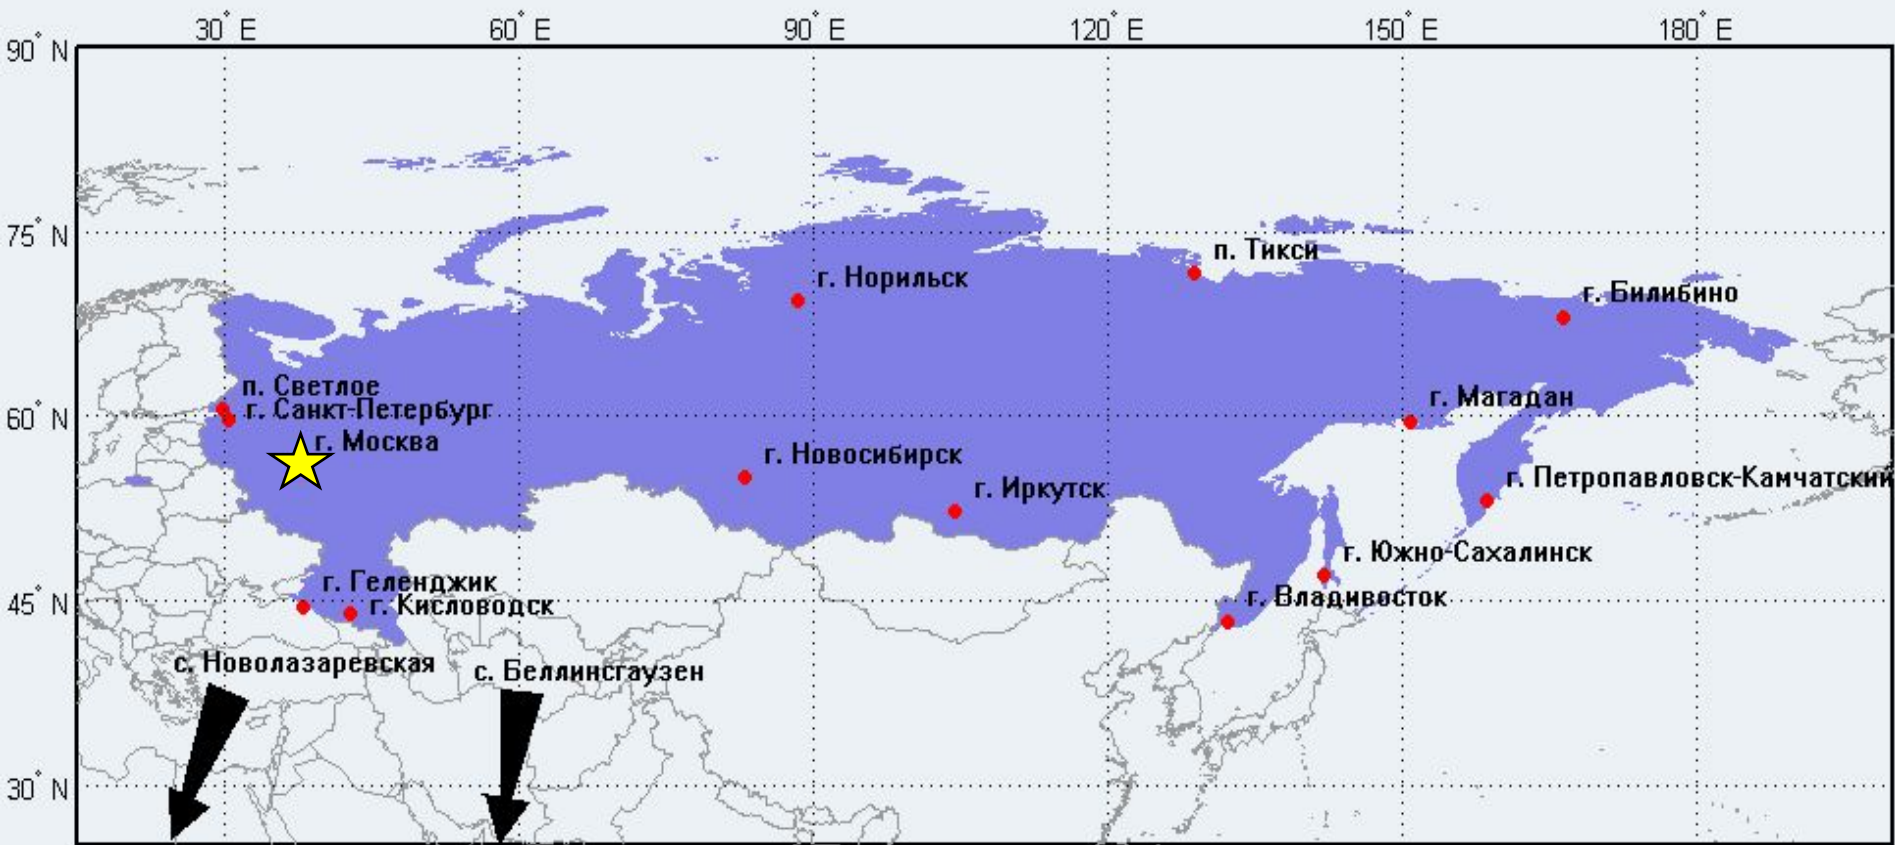 30° E 60° E 90° E 120° E 150° E 180° E
90° N
75° N
п. Тикси
г. Норильск
г. Билибино
п. Светлое
г. Магадан
60° N
г. Санкт-Петербург
г. Москва
г. Новосибирск
г. Петропавловск-Камчатский
г. Иркутск
г. Южно-Сахалинск
г. Геленджик
г. Владивосток
45° N
г. Кисловодск
с. Новолазаревская
с. Беллинсгаузен
30° N